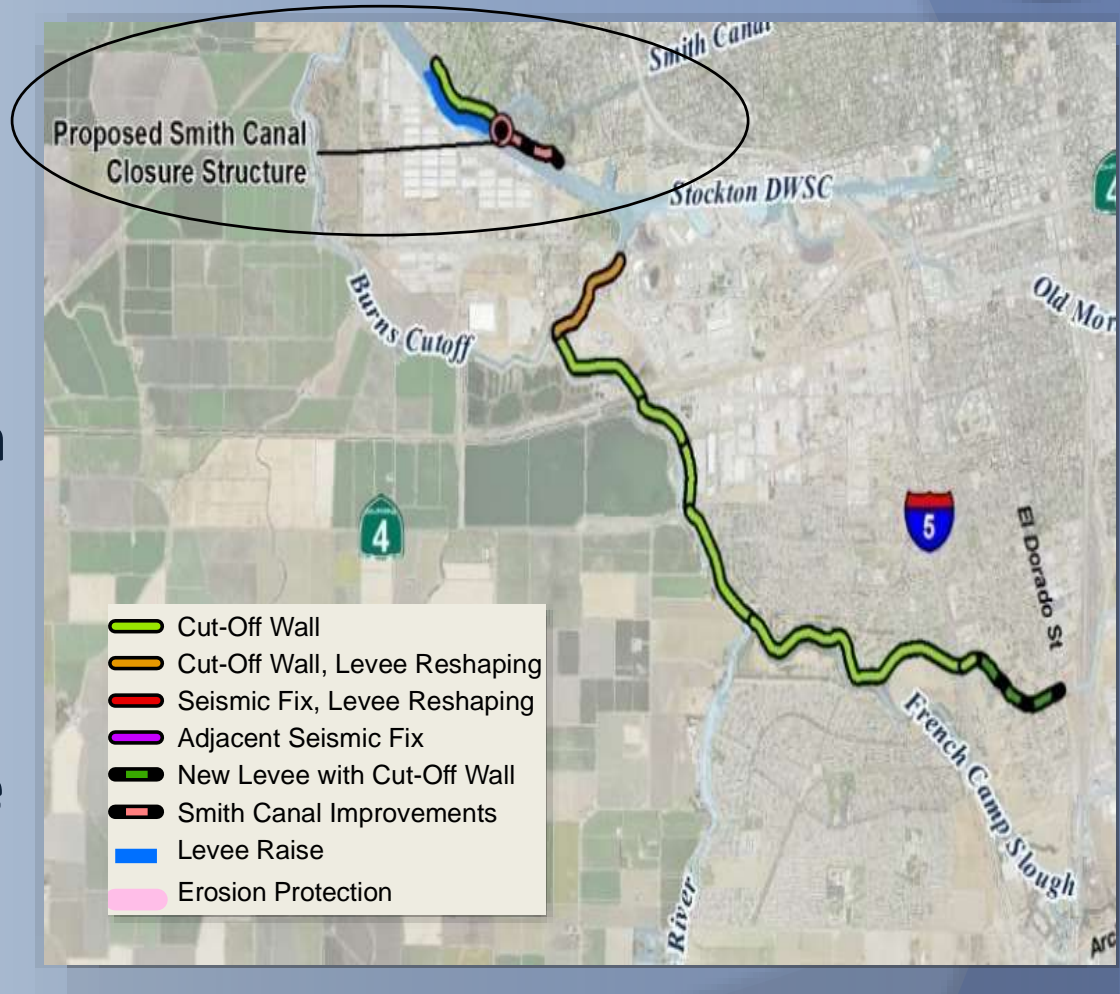 Smith Canal
Proposed Smith Canal
Closure Structure
Stockton DWSC
4
Burns Cutoff
Old Mor
4
5
El Dorado St
Cut-Off Wall
Cut-Off Wall, Levee Reshaping
Seismic Fix, Levee Reshaping
Adjacent Seismic Fix
New Levee with Cut-Off Wall
Smith Canal Improvements
Levee Raise
Erosion Protection
French Camp Slough
River
Arc